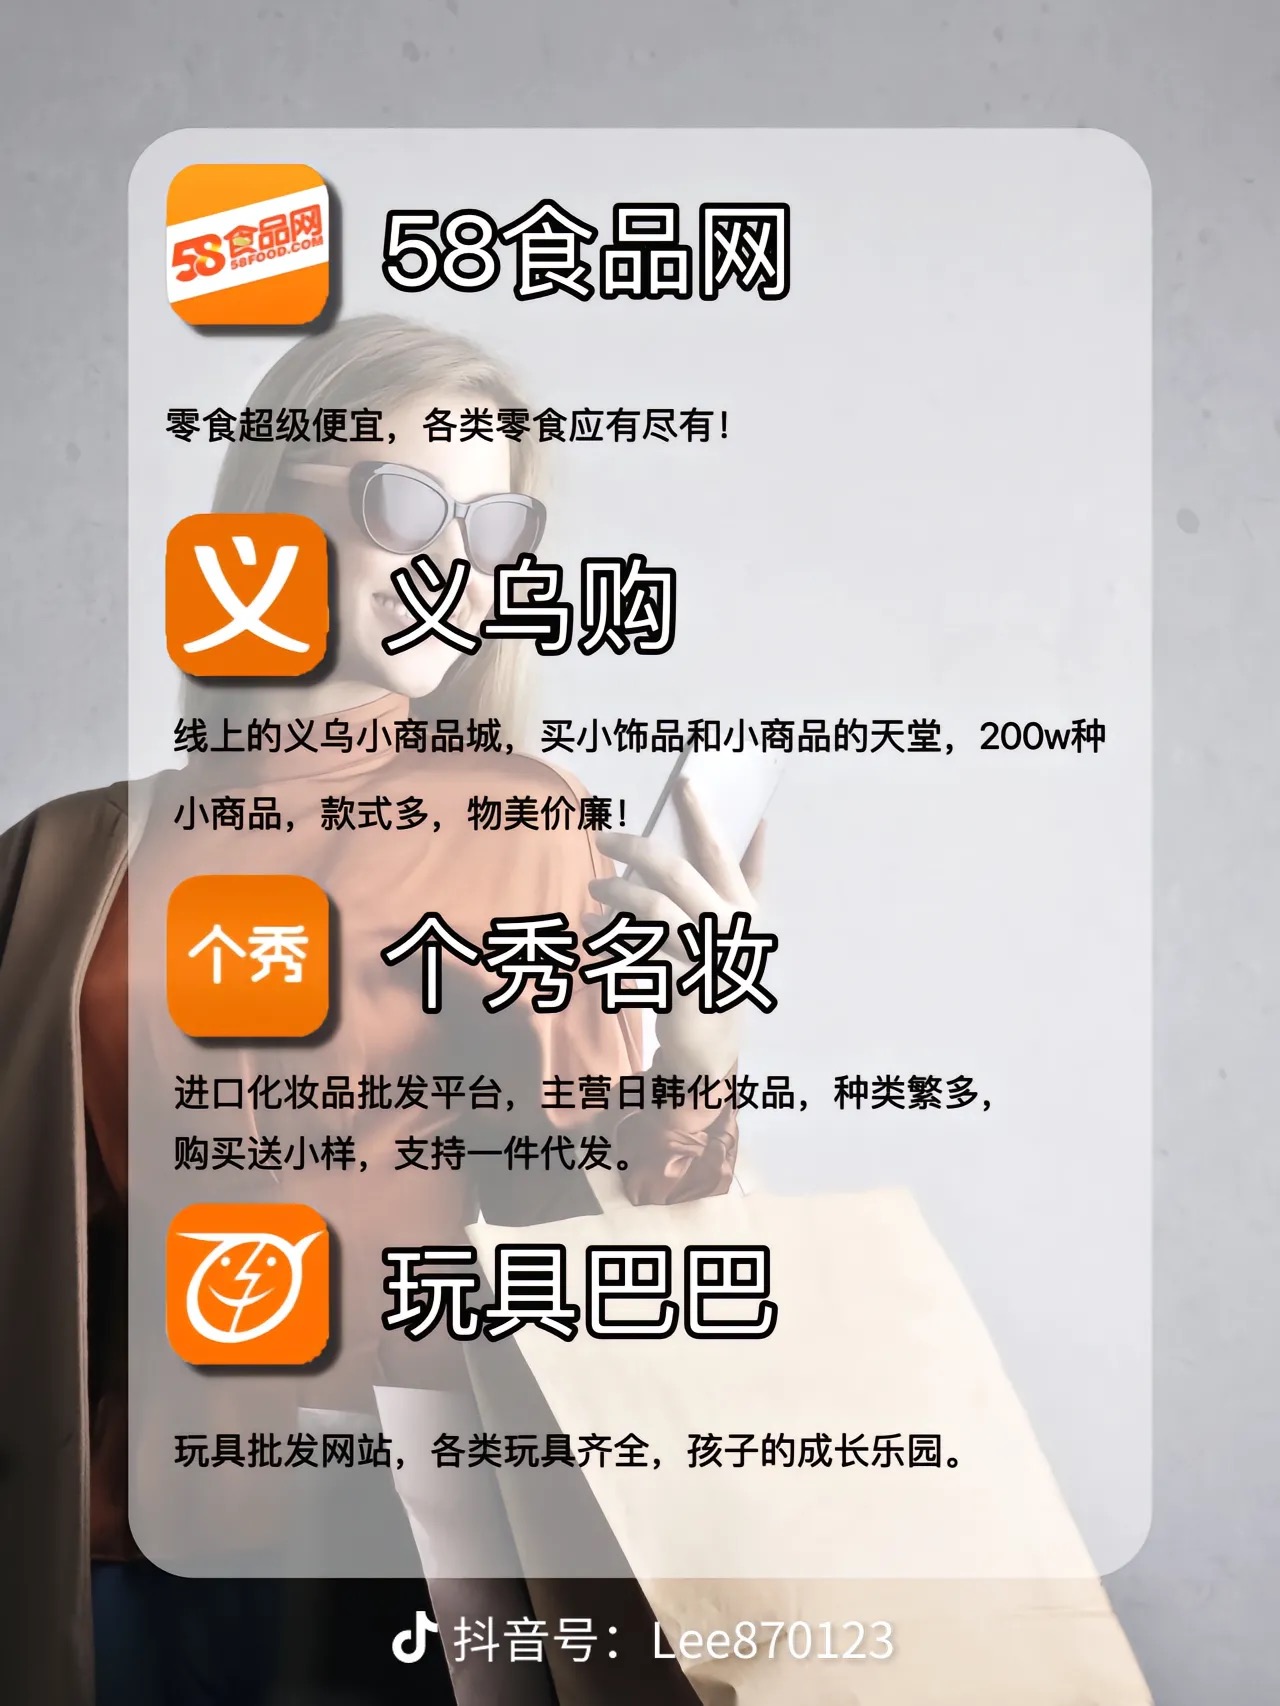 58食品网
58FOOD.COM
58食品网
零食超级便宜，各类零食应有尽有！
义
义乌购
线上的义乌小商品城，买小饰品和小商品的天堂，200w种
小商品，款式多，物美价廉！
个秀
个秀名妆
进口化妆品批发平台，主营日韩化妆品，种类繁多，
购买送小样，支持一件代发。
玩具巴巴
玩具批发网站，各类玩具齐全，孩子的成长乐园。
抖音号：Lee870123